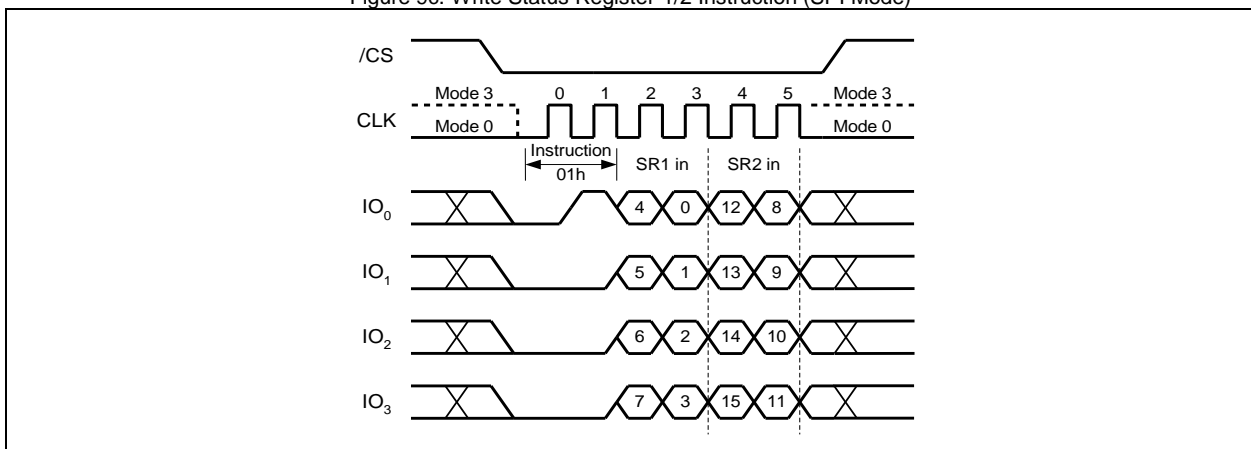 Figure 9c. Write Status Register-1/2 Instruction (SPI Mode)
/CS
Mode 3 0 1 2 3 4 5 Mode 3
CLK Mode 0 Mode 0
Instruction
01h
SR1 in SR2 in
IO0 4 0 12 8
IO1 5 1 13 9
IO2 6 2 14 10
IO3 7 3 15 11